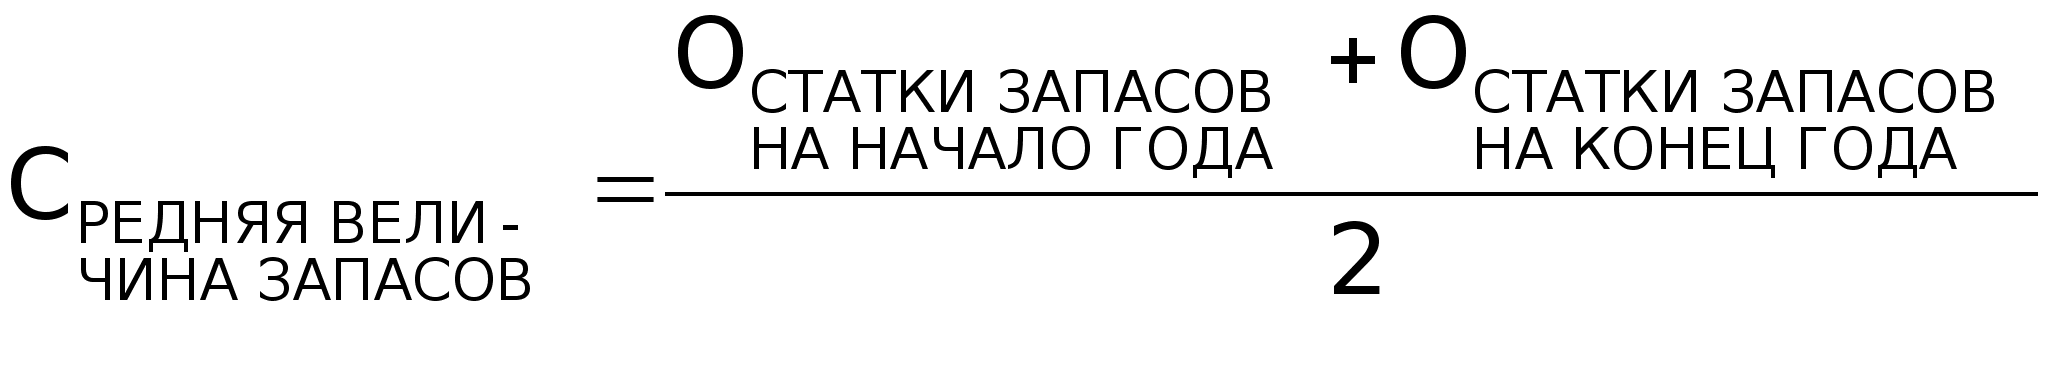 ОСТАТКИ ЗАПАСОВ + ОСТАТКИ ЗАПАСОВ
НА НАЧАЛО ГОДА НА КОНЕЦ ГОДА
СРЕДНЯЯ ВЕЛИ - =
ЧИНА ЗАПАСОВ
2